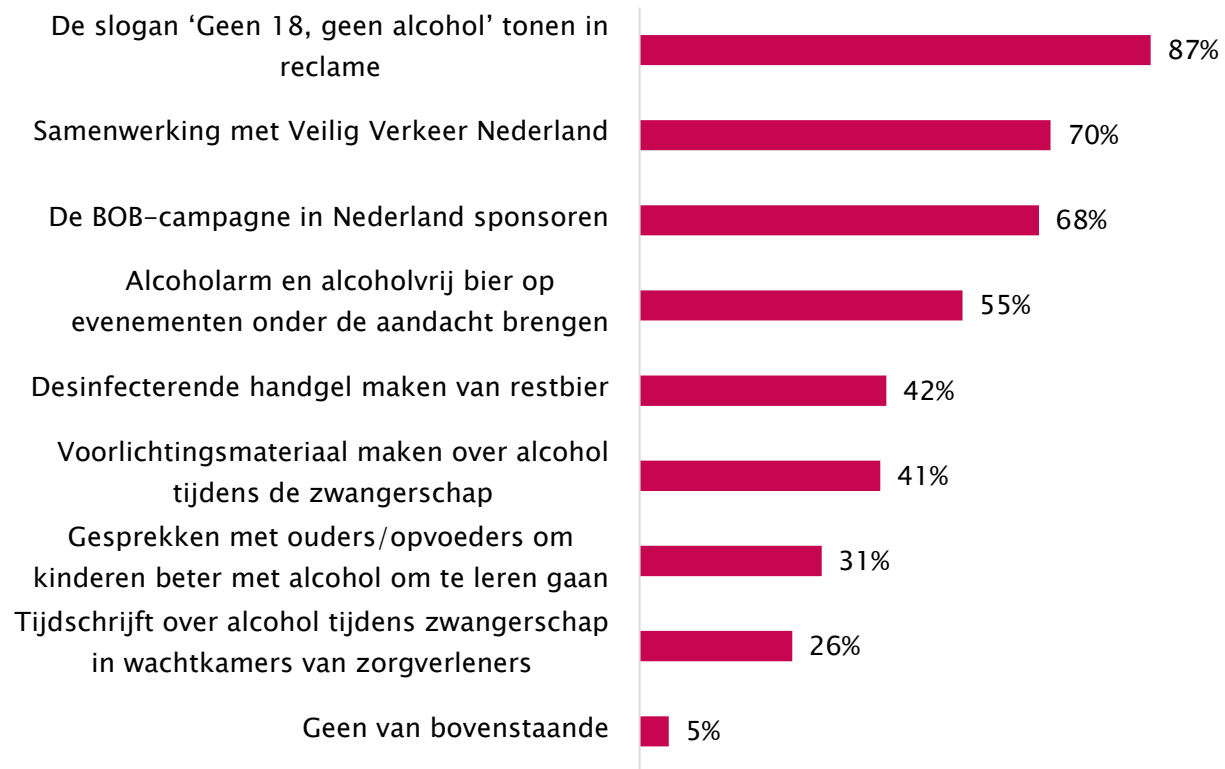 De slogan ‘Geen 18, geen alcohol’ tonen in
reclame
87%
Samenwerking met Veilig Verkeer Nederland
70%
De BOB-campagne in Nederland sponsoren
68%
Alcoholarm en alcoholvrij bier op
evenementen onder de aandacht brengen
55%
Desinfecterende handgel maken van restbier
42%
Voorlichtingsmateriaal maken over alcohol
tijdens de zwangerschap
41%
Gesprekken met ouders/opvoeders om
kinderen beter met alcohol om te leren gaan
31%
Tijdschrijft over alcohol tijdens zwangerschap
in wachtkamers van zorgverleners
26%
Geen van bovenstaande
5%